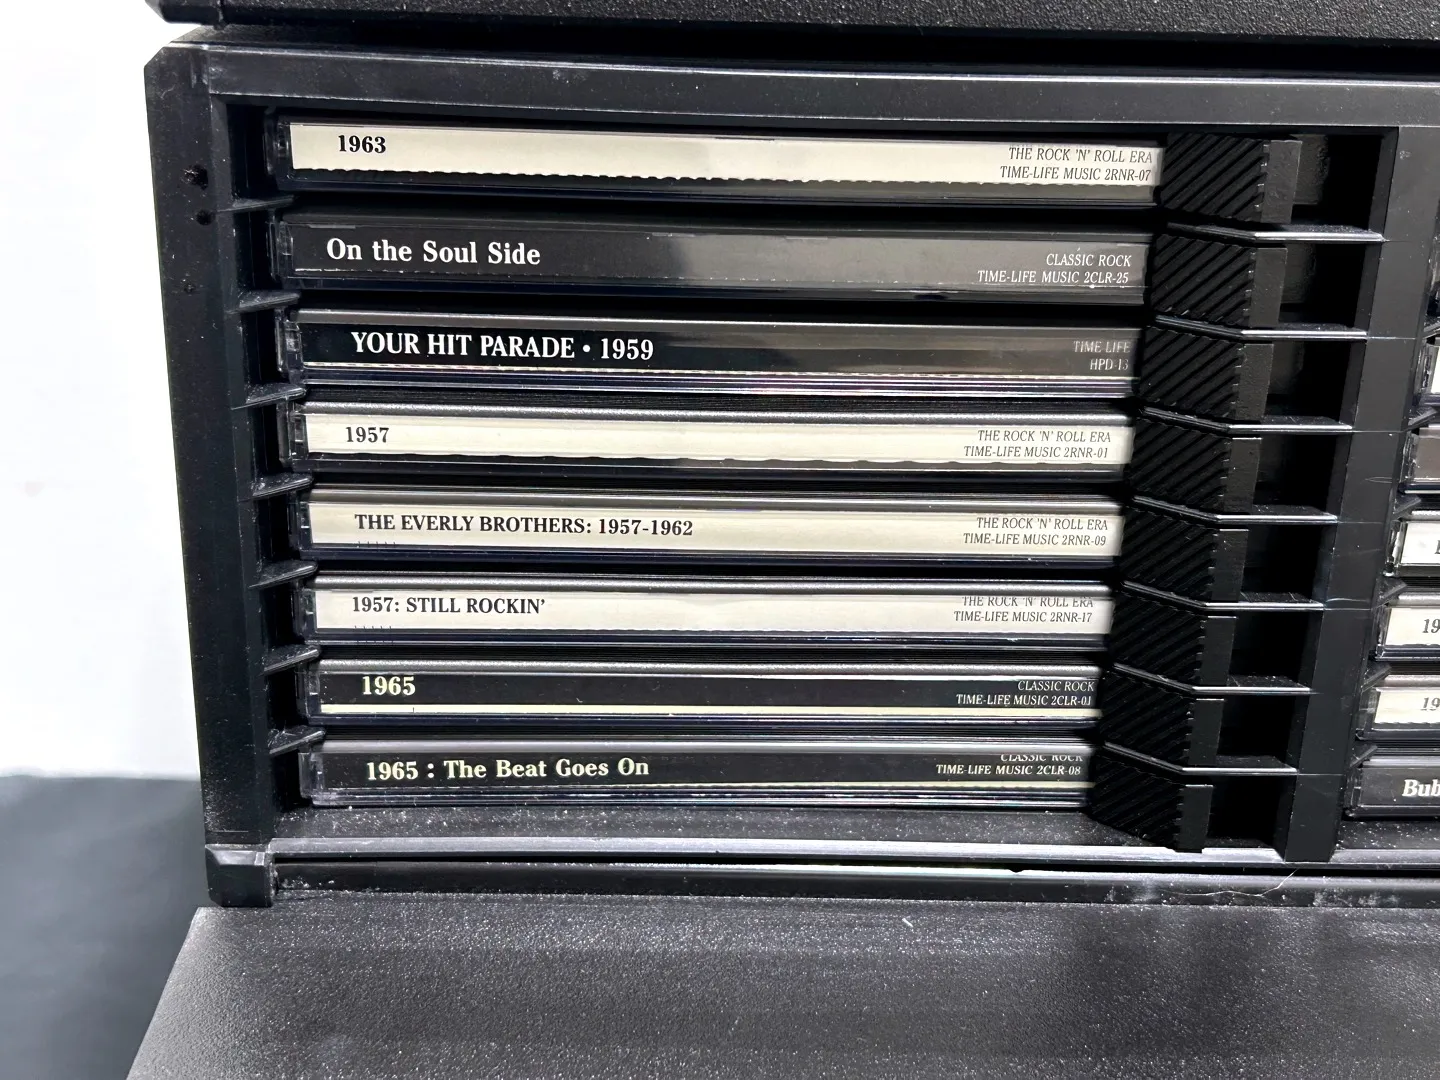 1963
THE ROCK 'N' ROLL ERA
TIME-LIFE MUSIC 2RNR-07
On the Soul Side
CLASSIC ROCK
TIME-LIFE MUSIC 2CLR-25
YOUR HIT PARADE • 1959
TIME LIFE
HPD-13
1957
THE ROCK 'N' ROLL ERA
TIME-LIFE MUSIC 2RNR-01
THE EVERLY BROTHERS: 1957-1962
THE ROCK 'N' ROLL ERA
TIME-LIFE MUSIC 2RNR-09
1957: STILL ROCKIN'
THE ROCK 'N' ROLL ERA
TIME-LIFE MUSIC 2RNR-17
1965
CLASSIC ROCK
TIME-LIFE MUSIC 2CLR-01
1965 : The Beat Goes On
CLASSIC ROCK
TIME-LIFE MUSIC 2CLR-08
19
19
Bub